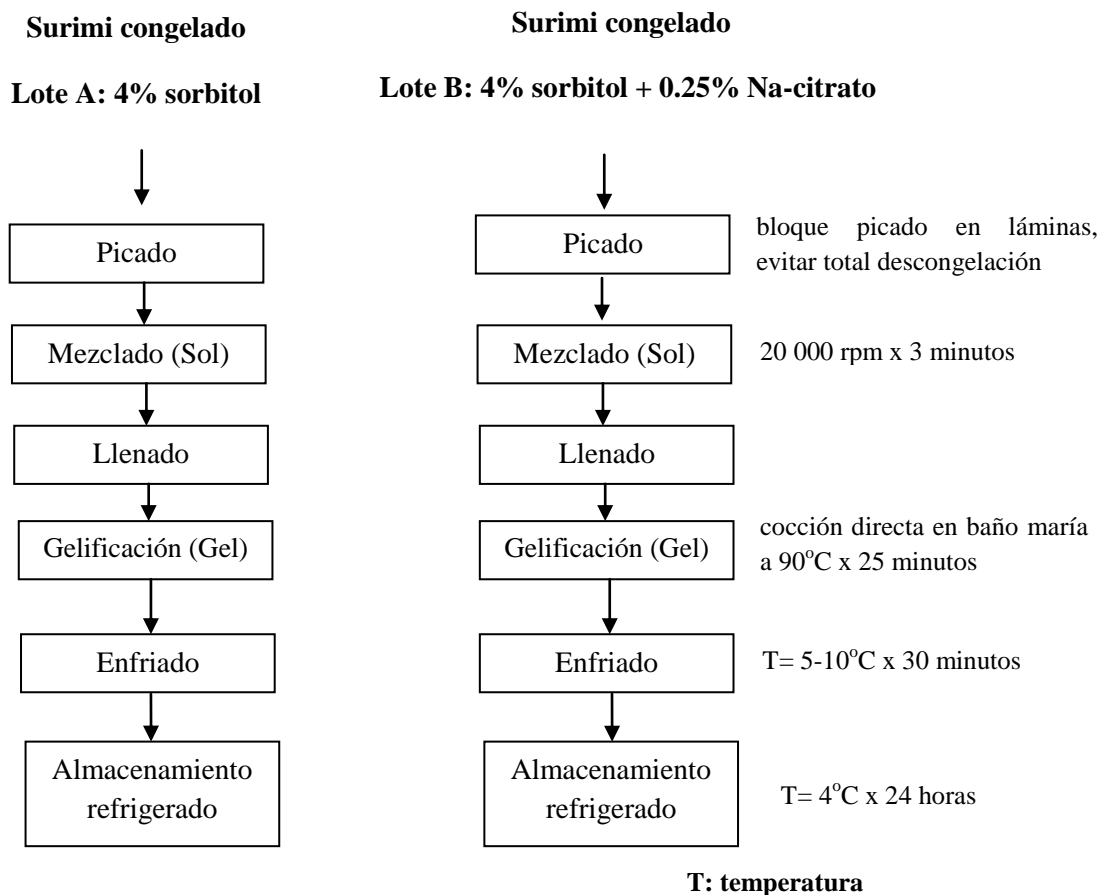 Surimi congelado
Lote A: 4% sorbitol
Picado
Mezclado (Sol)
Llenado
Gelificación (Gel)
Enfriado
Almacenamiento
refrigerado
Surimi congelado
Lote B: 4% sorbitol + 0.25% Na-citrato
Picado
bloque picado en láminas,
evitar total descongelación
Mezclado (Sol)
20 000 rpm x 3 minutos
Llenado
Gelificación (Gel)
cocción directa en baño maría
a 90°C x 25 minutos
Enfriado
T= 5-10°C x 30 minutos
Almacenamiento
refrigerado
T= 4°C x 24 horas
T: temperatura